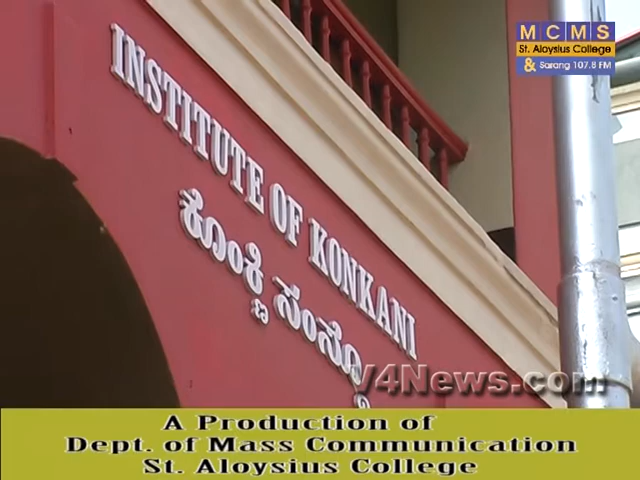 MCMS
St. Aloysius College
& Sarang 107.8 FM
INSTITUTE OF KONKANI
ಕೊಂಕ್ಣಿ ಸಂಸ್ಥೊ
V4News.com
A Production of
Dept. of Mass Communication
St. Aloysius College